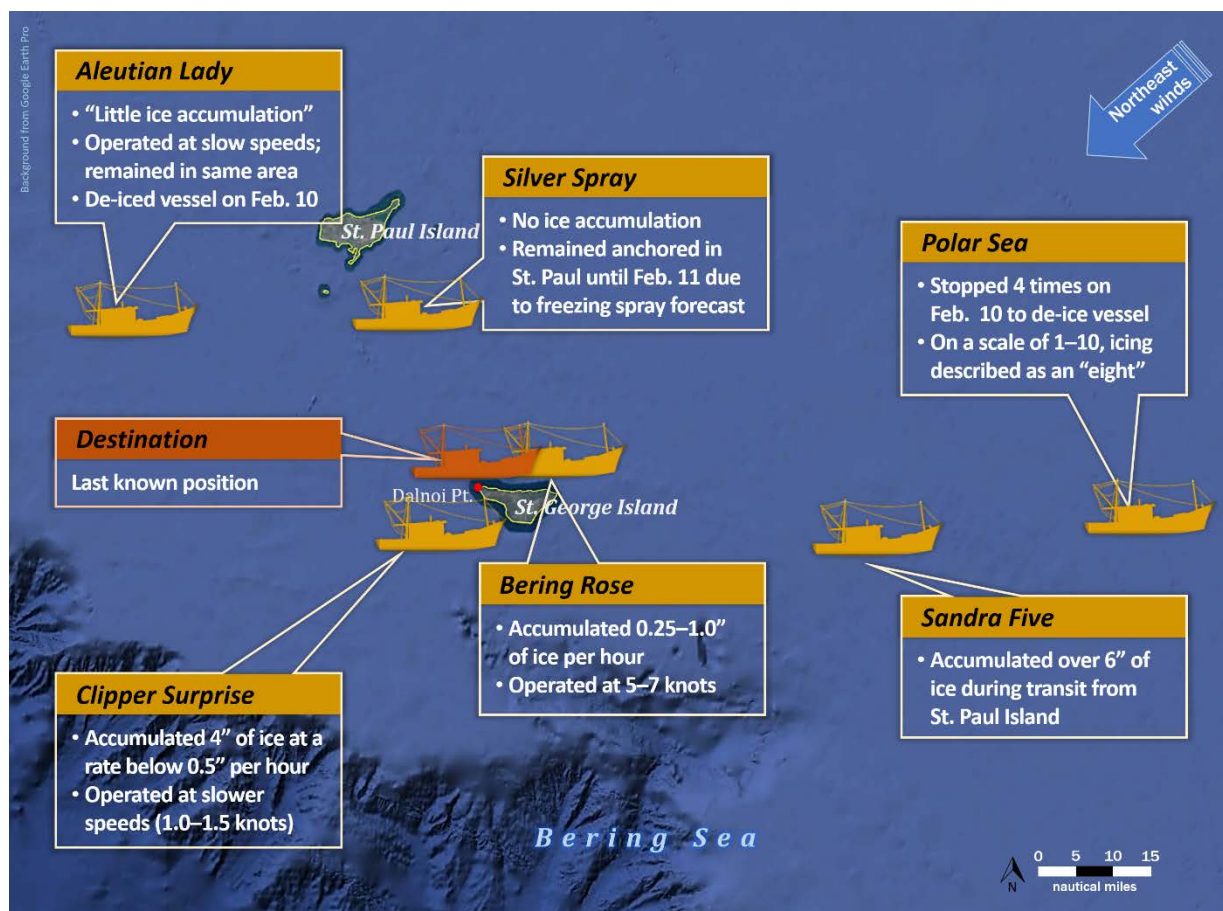 Background from Google Earth Pro
Aleutian Lady
• “Little ice accumulation”
• Operated at slow speeds;
remained in same area
• De-iced vessel on Feb. 10
Northeast
winds
St. Paul Island
Silver Spray
• No ice accumulation
• Remained anchored in
St. Paul until Feb. 11 due
to freezing spray forecast
Polar Sea
• Stopped 4 times on
Feb. 10 to de-ice vessel
• On a scale of 1–10, icing
described as an “eight”
Destination
Last known position
Dalnoi Pt.
St. George Island
Bering Rose
• Accumulated 0.25–1.0”
of ice per hour
• Operated at 5–7 knots
Sandra Five
• Accumulated over 6” of
ice during transit from
St. Paul Island
Clipper Surprise
• Accumulated 4” of ice at a
rate below 0.5” per hour
• Operated at slower
speeds (1.0–1.5 knots)
Bering Sea
N
0 5 10 15
nautical miles